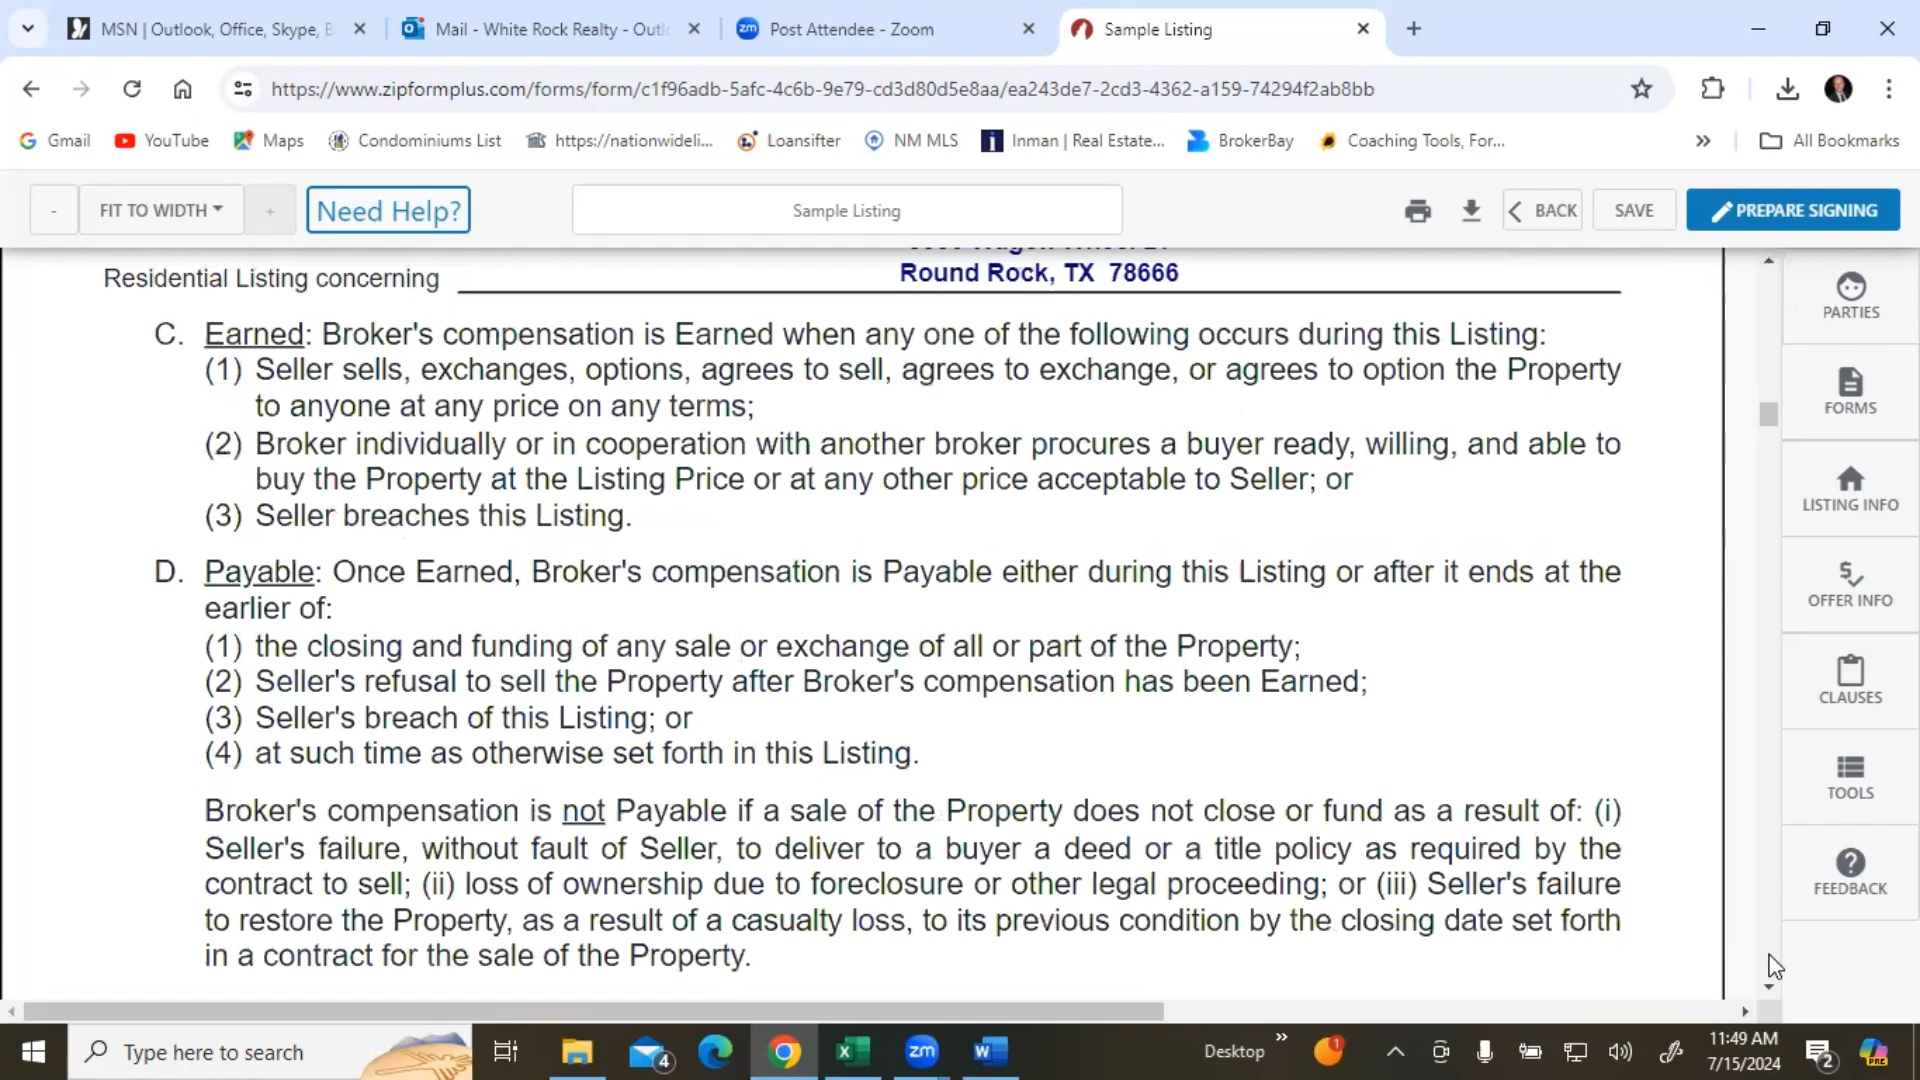 MSN | Outlook, Office, Skype, B
Mail - White Rock Realty - Outlo
Post Attendee - Zoom
Sample Listing
https://www.zipformplus.com/forms/form/c1f96adb-5afc-4c6b-9e79-cd3d80d5e8aa/ea243de7-2cd3-4362-a159-74294f2ab8bb
Gmail
YouTube
Maps
Condominiums List
https://nationwideli...
Loansifter
NM MLS
Inman | Real Estate...
BrokerBay
Coaching Tools, For...
All Bookmarks
- FIT TO WIDTH +
Need Help?
Sample Listing
BACK
SAVE
PREPARE SIGNING
Residential Listing concerning
Round Rock, TX 78666
C. Earned: Broker's compensation is Earned when any one of the following occurs during this Listing:
(1) Seller sells, exchanges, options, agrees to sell, agrees to exchange, or agrees to option the Property
to anyone at any price on any terms;
(2) Broker individually or in cooperation with another broker procures a buyer ready, willing, and able to
buy the Property at the Listing Price or at any other price acceptable to Seller; or
(3) Seller breaches this Listing.
D. Payable: Once Earned, Broker's compensation is Payable either during this Listing or after it ends at the
earlier of:
(1) the closing and funding of any sale or exchange of all or part of the Property;
(2) Seller's refusal to sell the Property after Broker's compensation has been Earned;
(3) Seller's breach of this Listing; or
(4) at such time as otherwise set forth in this Listing.
Broker's compensation is not Payable if a sale of the Property does not close or fund as a result of: (i)
Seller's failure, without fault of Seller, to deliver to a buyer a deed or a title policy as required by the
contract to sell; (ii) loss of ownership due to foreclosure or other legal proceeding; or (iii) Seller's failure
to restore the Property, as a result of a casualty loss, to its previous condition by the closing date set forth
in a contract for the sale of the Property.
PARTIES
FORMS
LISTING INFO
OFFER INFO
CLAUSES
TOOLS
FEEDBACK
Type here to search
4
zm
Desktop
1
11:49 AM
7/15/2024
2
PRE